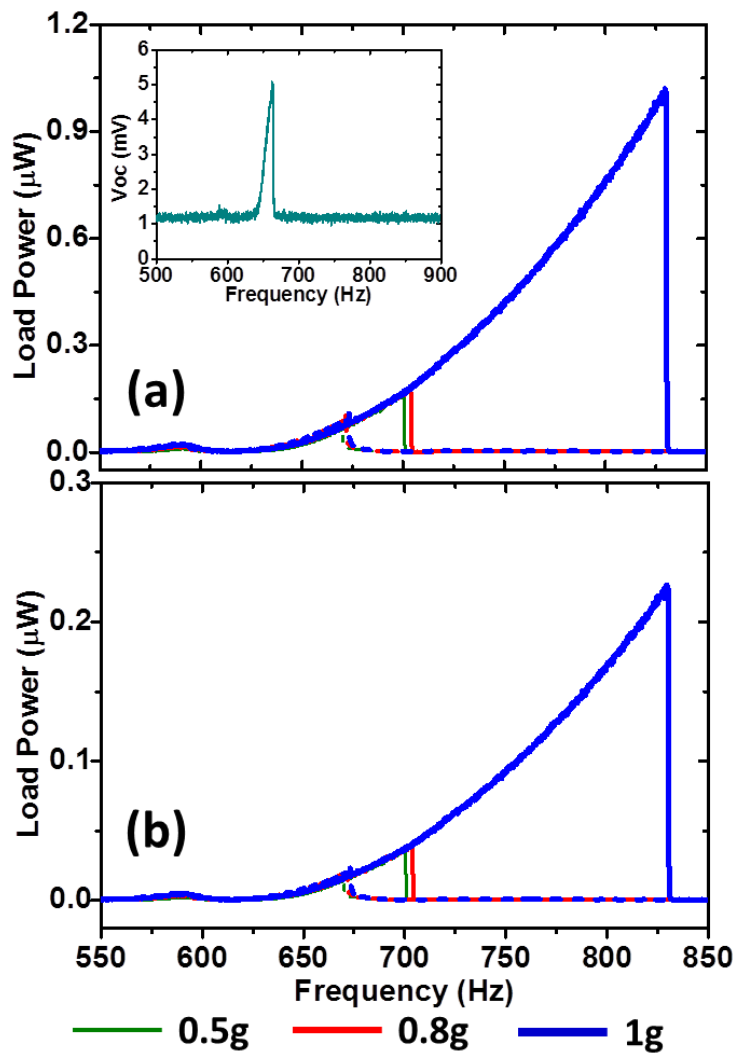 1.2
0.9
0.6
0.3
0.0
Load Power (μW)
6
5
4
3
2
1
0
Voc (mV)
500 600 700 800 900
Frequency (Hz)
(a)
0.3
0.2
0.1
0.0
Load Power (μW)
(b)
550 600 650 700 750 800 850
Frequency (Hz)
0.5g 0.8g 1g